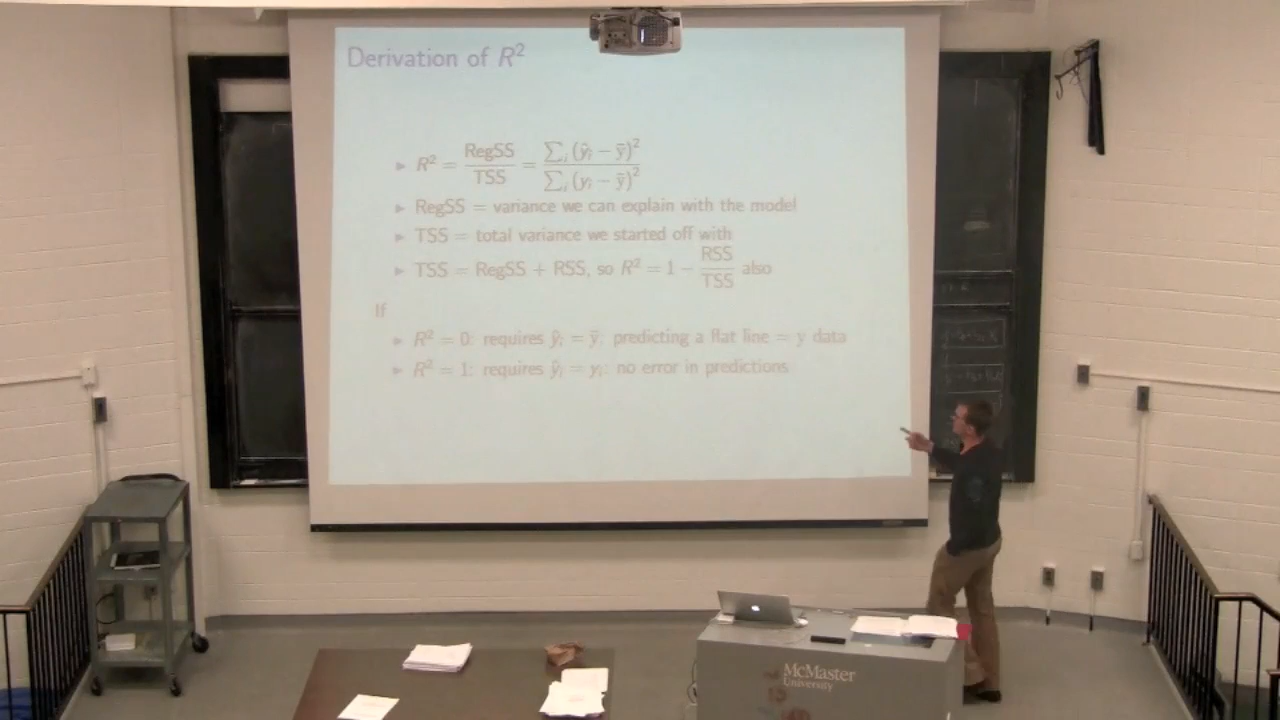 Derivation of R²
▸ R² = RegSS / TSS = ∑ᵢ (ŷᵢ − ȳ)² / ∑ᵢ (yᵢ − ȳ)²
▸ RegSS = variance we can explain with the model
▸ TSS = total variance we started off with
▸ TSS = RegSS + RSS, so R² = 1 − RSS / TSS also
If
▸ R² = 0: requires ŷᵢ = ȳ: predicting a flat line = y data
▸ R² = 1: requires ŷᵢ = yᵢ: no error in predictions
McMaster
University